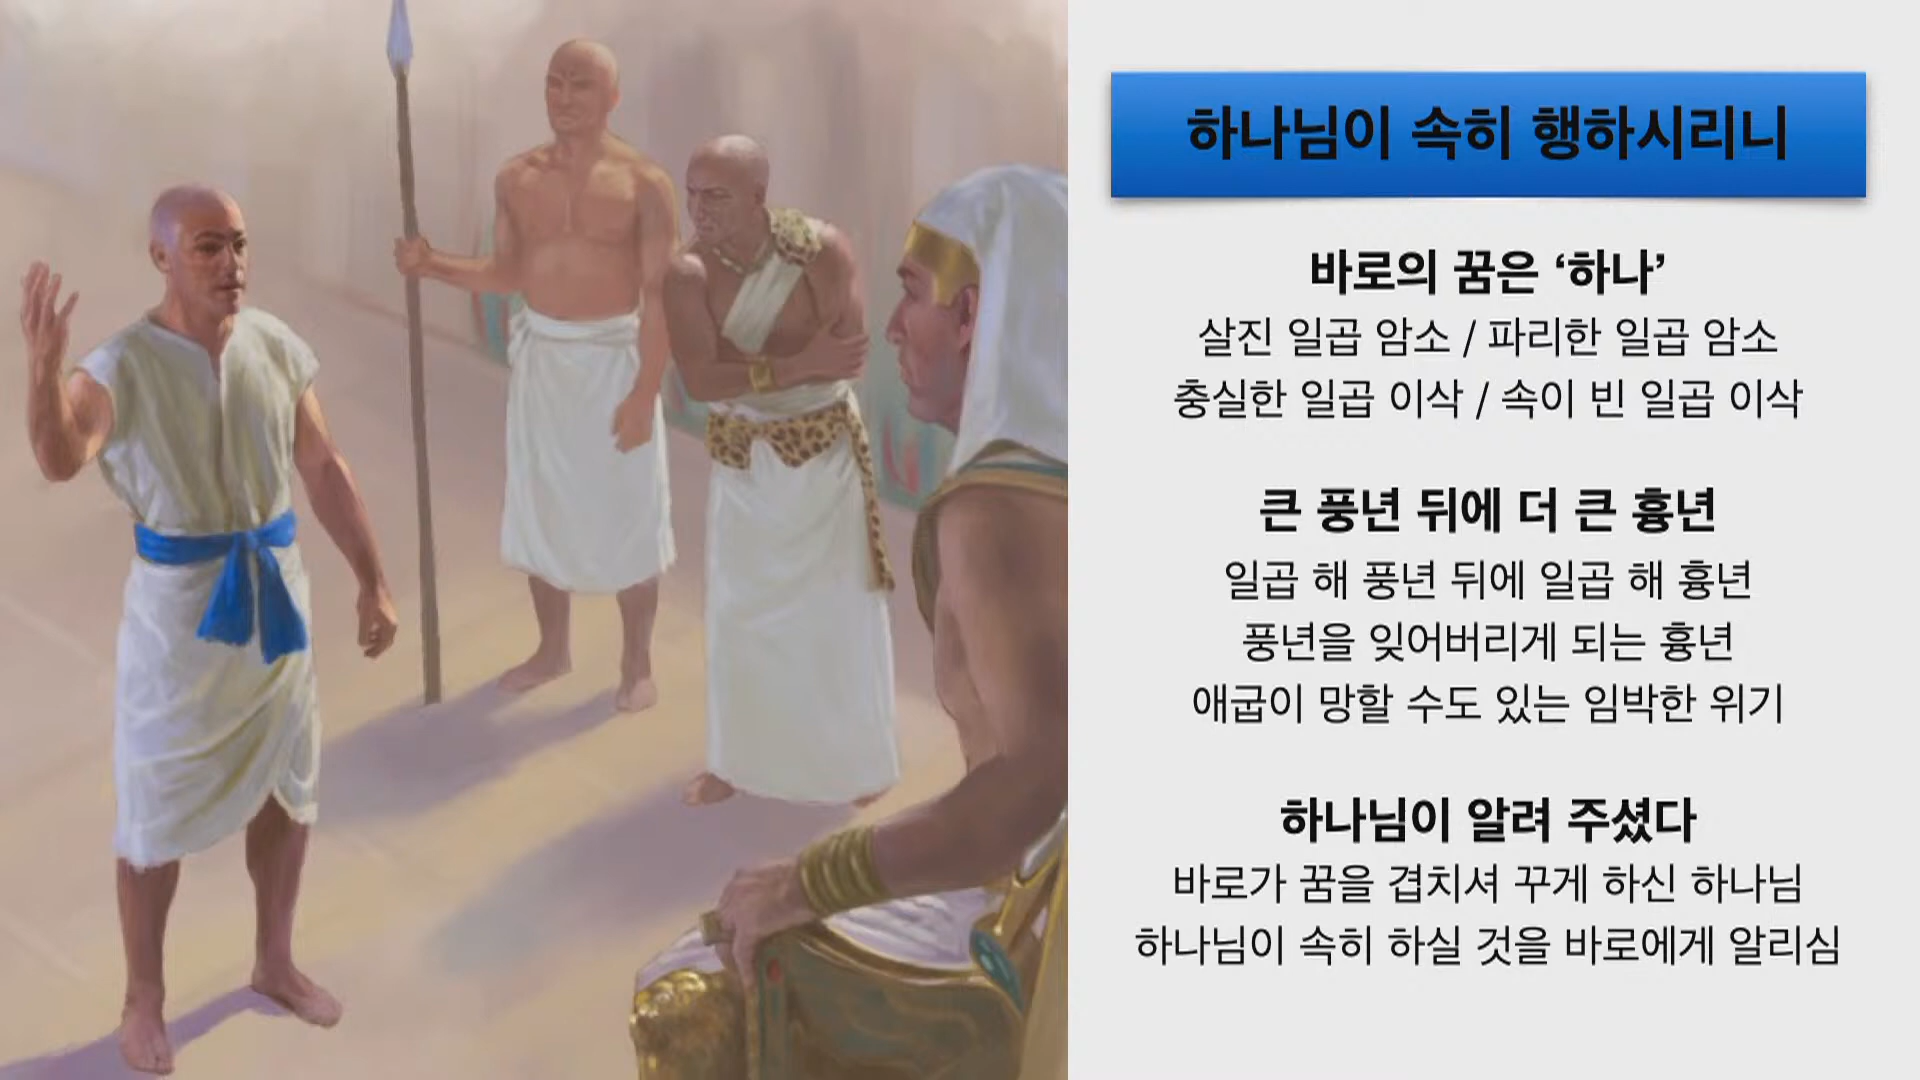 하나님이 속히 행하시리니
바로의 꿈은 ‘하나’
살진 일곱 암소 / 파리한 일곱 암소
충실한 일곱 이삭 / 속이 빈 일곱 이삭
큰 풍년 뒤에 더 큰 흉년
일곱 해 풍년 뒤에 일곱 해 흉년
풍년을 잊어버리게 되는 흉년
애굽이 망할 수도 있는 임박한 위기
하나님이 알려 주셨다
바로가 꿈을 겹치셔 꾸게 하신 하나님
하나님이 속히 하실 것을 바로에게 알리심